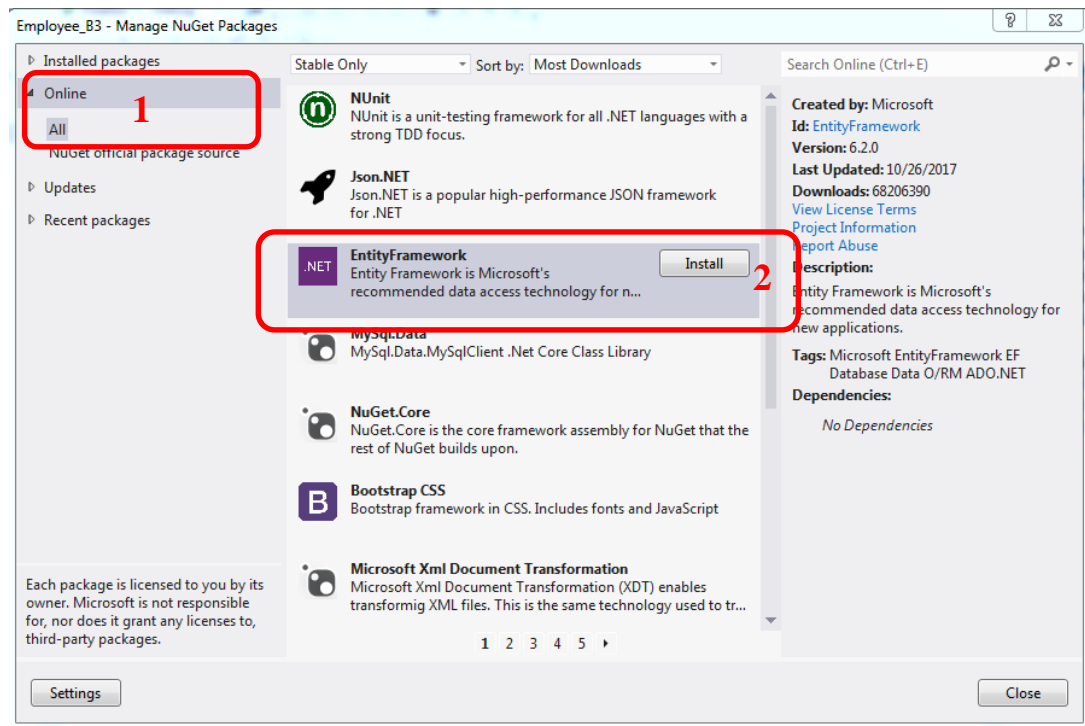 Employee_B3 - Manage NuGet Packages
Installed packages
Online
1
All
NuGet official package source
Updates
Recent packages
Each package is licensed to you by its
owner. Microsoft is not responsible
for, nor does it grant any licenses to,
third-party packages.
Stable Only
Sort by: Most Downloads
NUnit
NUnit is a unit-testing framework for all .NET languages with a
strong TDD focus.
Json.NET
Json.NET is a popular high-performance JSON framework
for .NET
.NET
EntityFramework
Entity Framework is Microsoft's
recommended data access technology for n...
Install
2
MySql.Data
MySql.Data.MySqlClient .Net Core Class Library
NuGet.Core
NuGet.Core is the core framework assembly for NuGet that the
rest of NuGet builds upon.
B
Bootstrap CSS
Bootstrap framework in CSS. Includes fonts and JavaScript
Microsoft Xml Document Transformation
Microsoft Xml Document Transformation (XDT) enables
transformig XML files. This is the same technology used to tr...
1 2 3 4 5
Search Online (Ctrl+E)
Created by: Microsoft
Id: EntityFramework
Version: 6.2.0
Last Updated: 10/26/2017
Downloads: 68206390
View License Terms
Project Information
Report Abuse
Description:
Entity Framework is Microsoft's
recommended data access technology for
new applications.
Tags: Microsoft EntityFramework EF
Database Data O/RM ADO.NET
Dependencies:
No Dependencies
Settings
Close